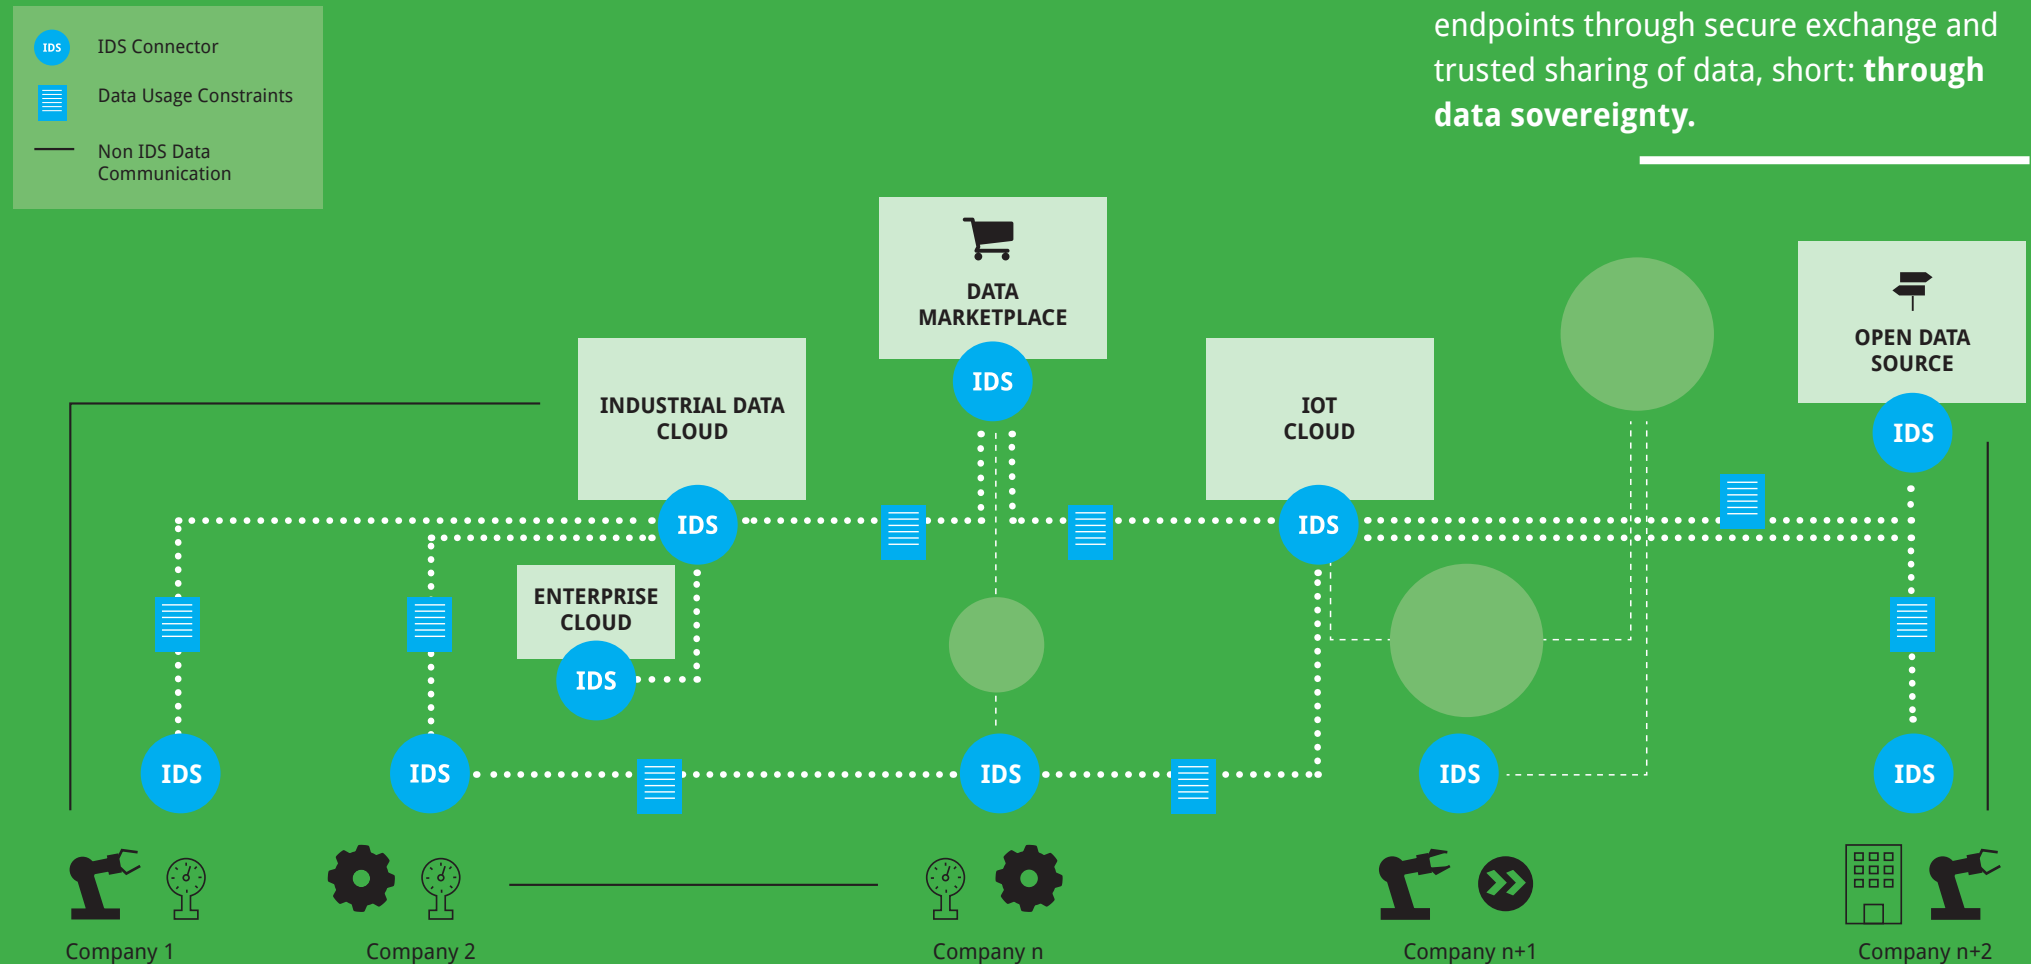 IDS IDS Connector
Data Usage Constraints
Non IDS Data
Communication
endpoints through secure exchange and
trusted sharing of data, short: through
data sovereignty.
DATA
MARKETPLACE
IDS
OPEN DATA
SOURCE
IDS
INDUSTRIAL DATA
CLOUD
IDS
IOT
CLOUD
IDS
ENTERPRISE
CLOUD
IDS
IDS
IDS
IDS
IDS
IDS
Company 1
Company 2
Company n
Company n+1
Company n+2